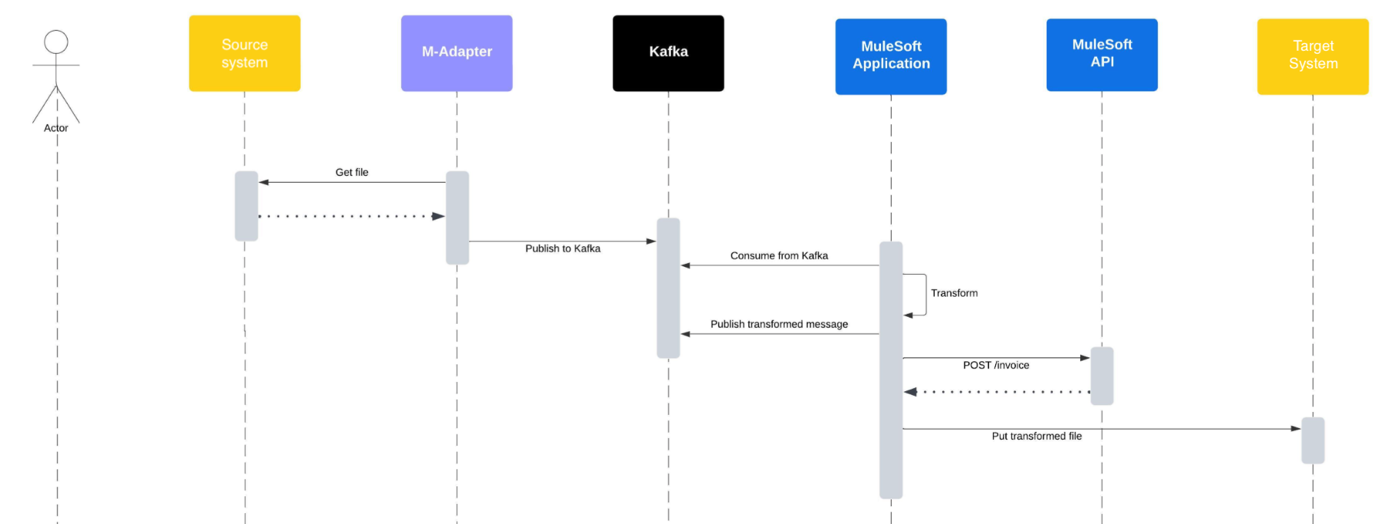 Source
system
M-Adapter
Kafka
MuleSoft
Application
MuleSoft
API
Target
System
Actor
Get file
Publish to Kafka
Consume from Kafka
Transform
Publish transformed message
POST /invoice
Put transformed file